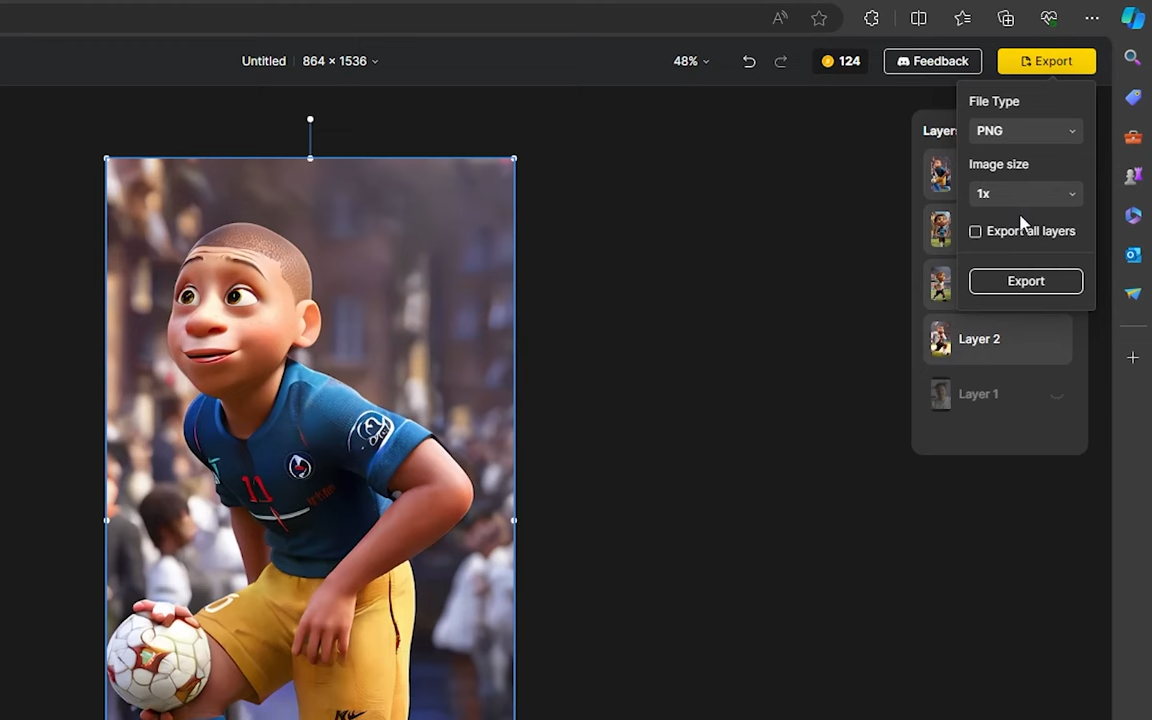 Untitled
864 × 1536
48%
124
Feedback
Export
File Type
PNG
Image size
1x
Export all layers
Export
Layers
Layer 2
Layer 1
11